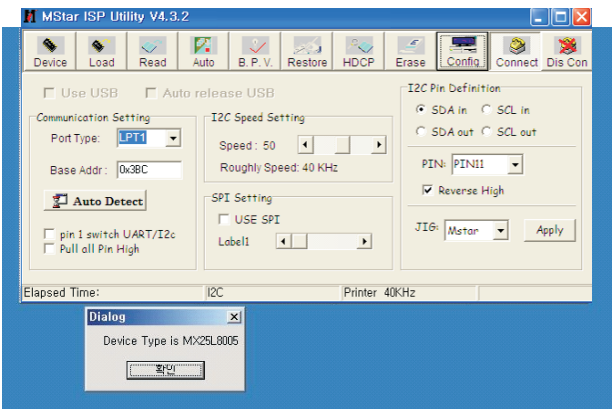 MStar ISP Utility V4.3.2
Device Load Read Auto B.P.V. Restore HDCP Erase Config Connect Dis Con
Use USB Auto release USB
Communication Setting
Port Type: LPT1
Base Addr: 0x3BC
Auto Detect
pin 1 switch UART/I2c
Pull all Pin High
I2C Speed Setting
Speed : 50
Roughly Speed: 40 KHz
SPI Setting
USE SPI
Label1
I2C Pin Definition
SDA in SCL in
SDA out SCL out
PIN: PIN11
Reverse High
JIG: Mstar Apply
Elapsed Time: I2C Printer 40KHz
Dialog
Device Type is MX25L8005
확인